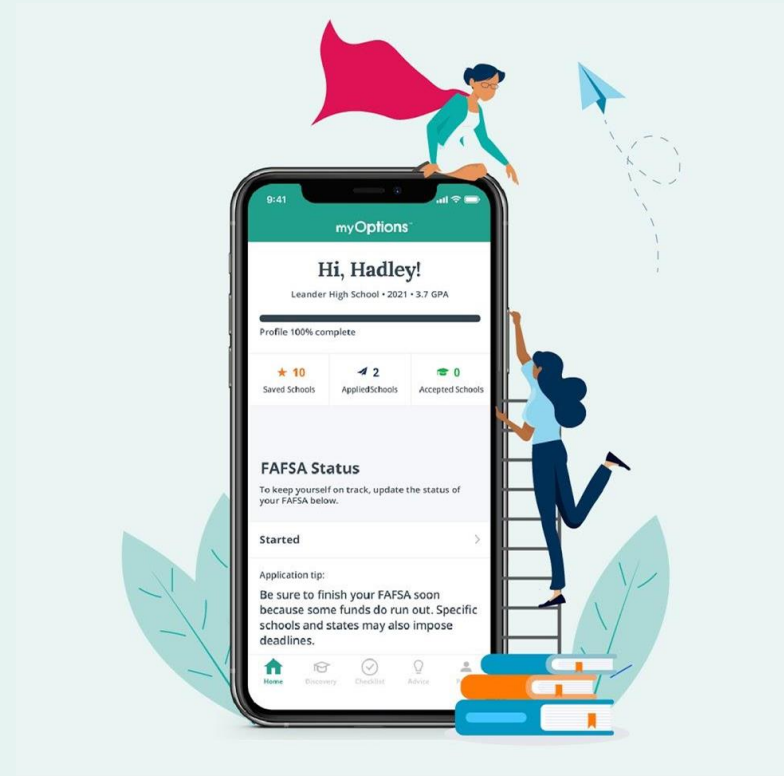 9:41
myOptions™
Hi, Hadley!
Leander High School • 2021 • 3.7 GPA
Profile 100% complete
10 2 0
Saved Schools AppliedSchools Accepted Schools
FAFSA Status
To keep yourself on track, update the status of
your FAFSA below.
Started
Application tip:
Be sure to finish your FAFSA soon
because some funds do run out. Specific
schools and states may also impose
deadlines.
Home Discovery Checklist Advice